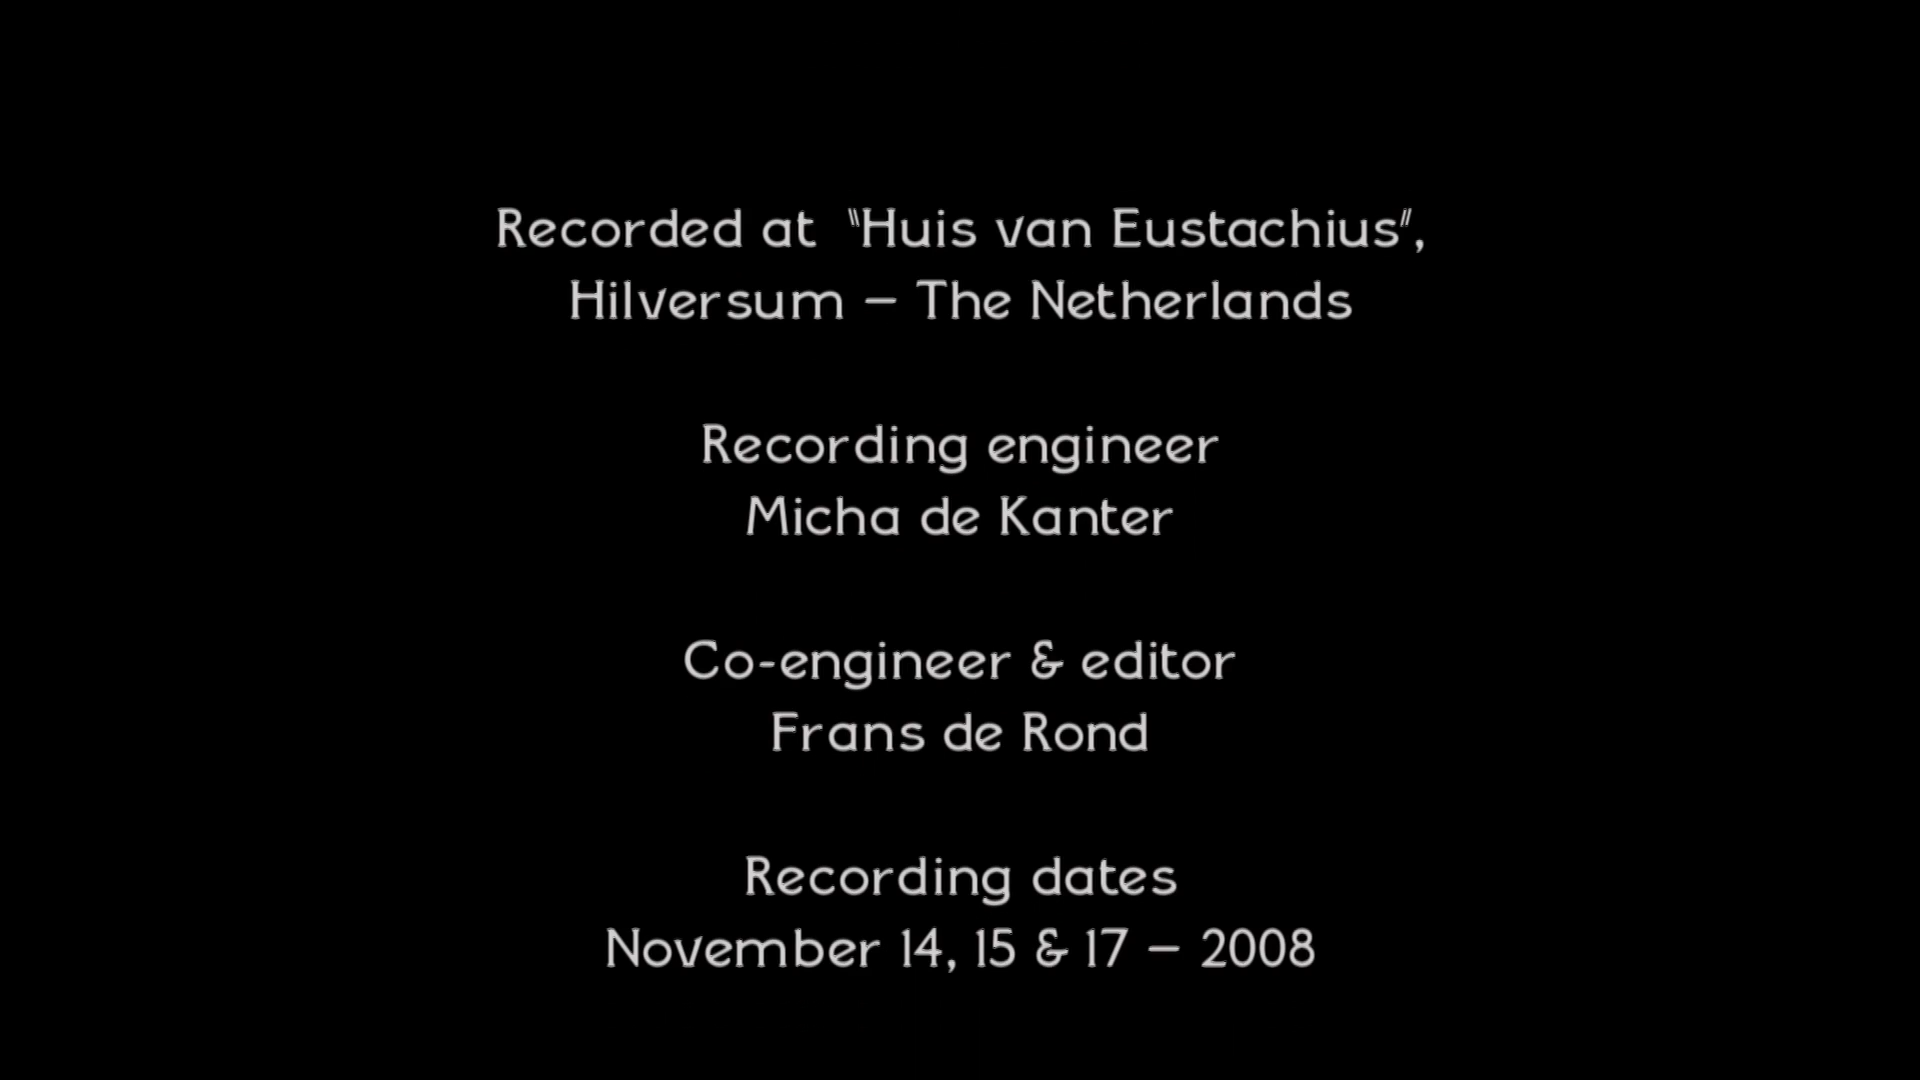 Recorded at "Huis van Eustachius",
Hilversum – The Netherlands
Recording engineer
Micha de Kanter
Co-engineer & editor
Frans de Rond
Recording dates
November 14, 15 & 17 – 2008